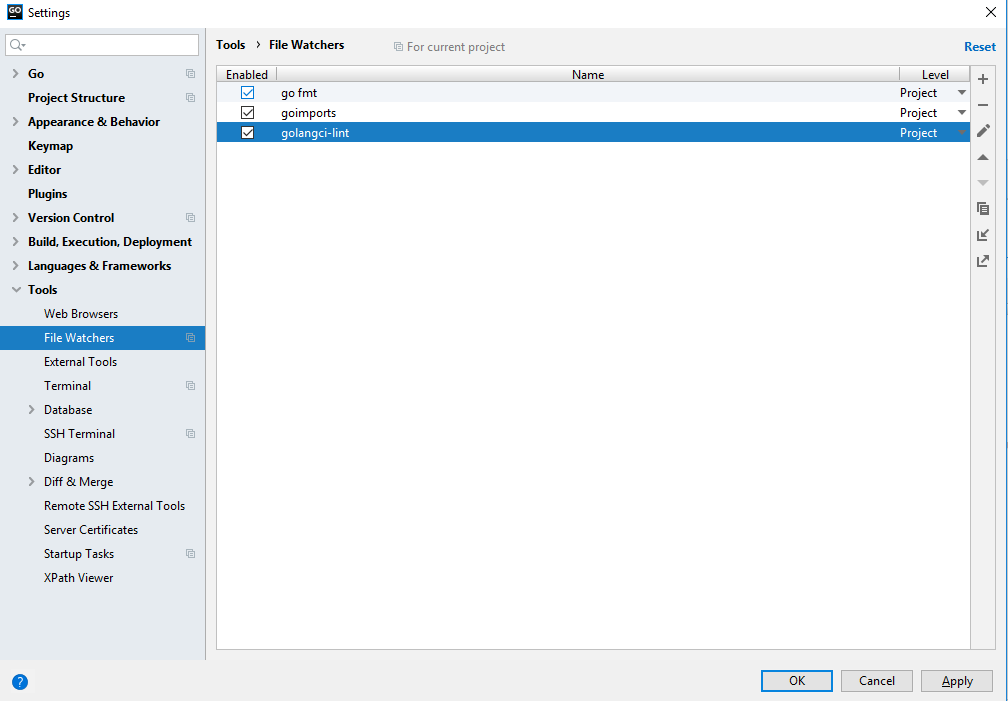 GO Settings
Tools › File Watchers For current project Reset
Go
Project Structure
Appearance & Behavior
Keymap
Editor
Plugins
Version Control
Build, Execution, Deployment
Languages & Frameworks
Tools
Web Browsers
File Watchers
External Tools
Terminal
Database
SSH Terminal
Diagrams
Diff & Merge
Remote SSH External Tools
Server Certificates
Startup Tasks
XPath Viewer
Enabled Name Level
go fmt Project
goimports Project
golangci-lint Project
? OK Cancel Apply